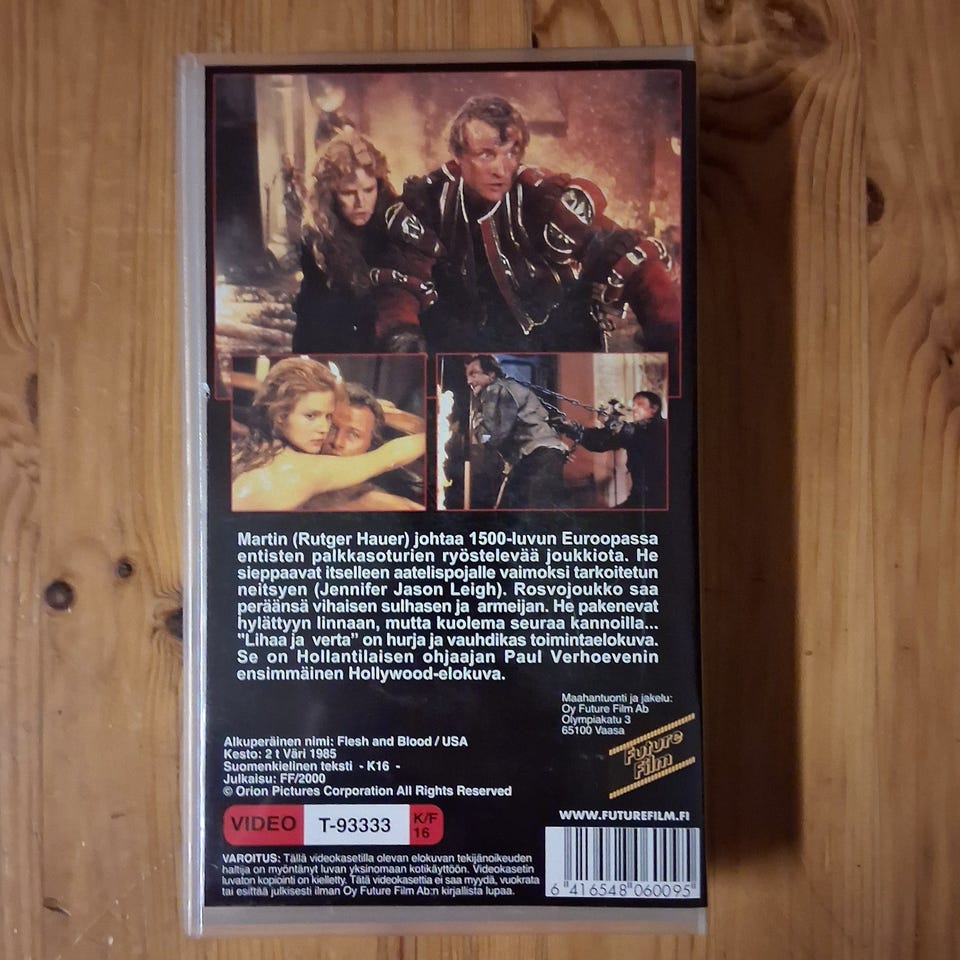 Martin (Rutger Hauer) johtaa 1500-luvun Euroopassa
entisten palkkasoturien ryöstelevää joukkiota. He
sieppaavat itselleen aatelispojalle vaimoksi tarkoitetun
neitsyen (Jennifer Jason Leigh). Rosvojoukko saa
peräänsä vihaisen sulhasen ja armeijan. He pakenevat
hylättyyn linnaan, mutta kuolema seuraa kannoilla...
"Lihaa ja verta" on hurja ja vauhdikas toimintaelokuva.
Se on Hollantilaisen ohjaajan Paul Verhoevenin
ensimmäinen Hollywood-elokuva.
Maahantuonti ja jakelu:
Oy Future Film Ab
Olympiakatu 3
65100 Vaasa
Future
Film
Alkuperäinen nimi: Flesh and Blood / USA
Kesto: 2 t Väri 1985
Suomenkielinen teksti - K16 -
Julkaisu: FF/2000
© Orion Pictures Corporation All Rights Reserved
WWW.FUTUREFILM.FI
VIDEO T-93333 K/F
16
VAROITUS: Tällä videokasetilla olevan elokuvan tekijänoikeuden
haltija on myöntänyt luvan yksinomaan kotikäyttöön. Videokasetin
luvaton kopiointi on kielletty. Tätä videokasettia ei saa myydä, vuokrata
tai esittää julkisesti ilman Oy Future Film Ab:n kirjallista lupaa.
6 416548 060095